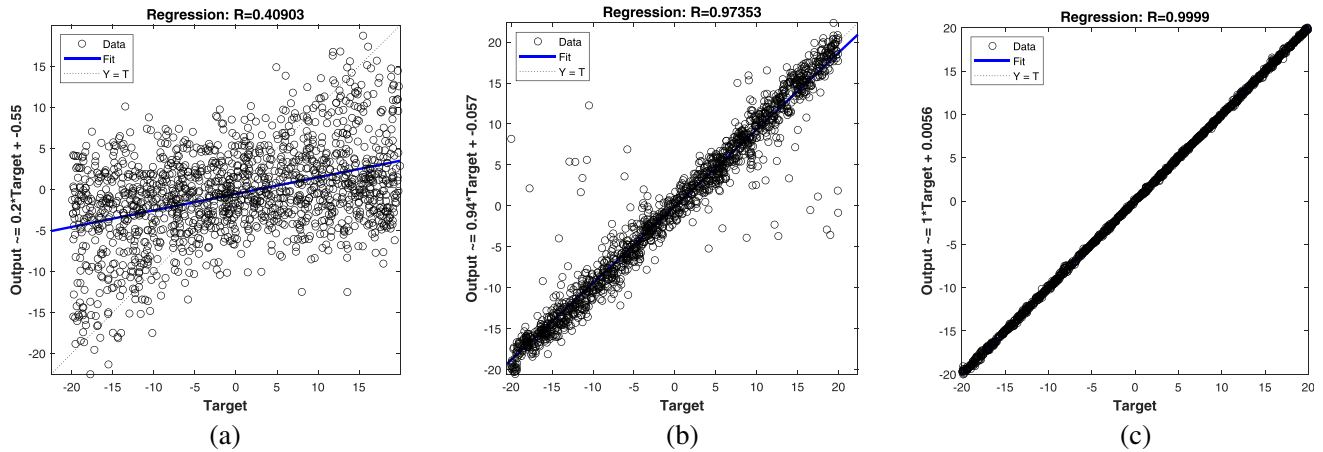 Regression: R=0.40903
Data
Fit
Y = T
15
10
5
0
-5
-10
-15
-20
-20
-15
-10
-5
0
5
10
15
Output ~= 0.2*Target + -0.55
Target
(a)
Regression: R=0.97353
Data
Fit
Y = T
20
15
10
5
0
-5
-10
-15
-20
-20
-15
-10
-5
0
5
10
15
20
Output ~= 0.94*Target + -0.057
Target
(b)
Regression: R=0.9999
Data
Fit
Y = T
20
15
10
5
0
-5
-10
-15
-20
-20
-15
-10
-5
0
5
10
15
20
Output ~= 1*Target + 0.0056
Target
(c)